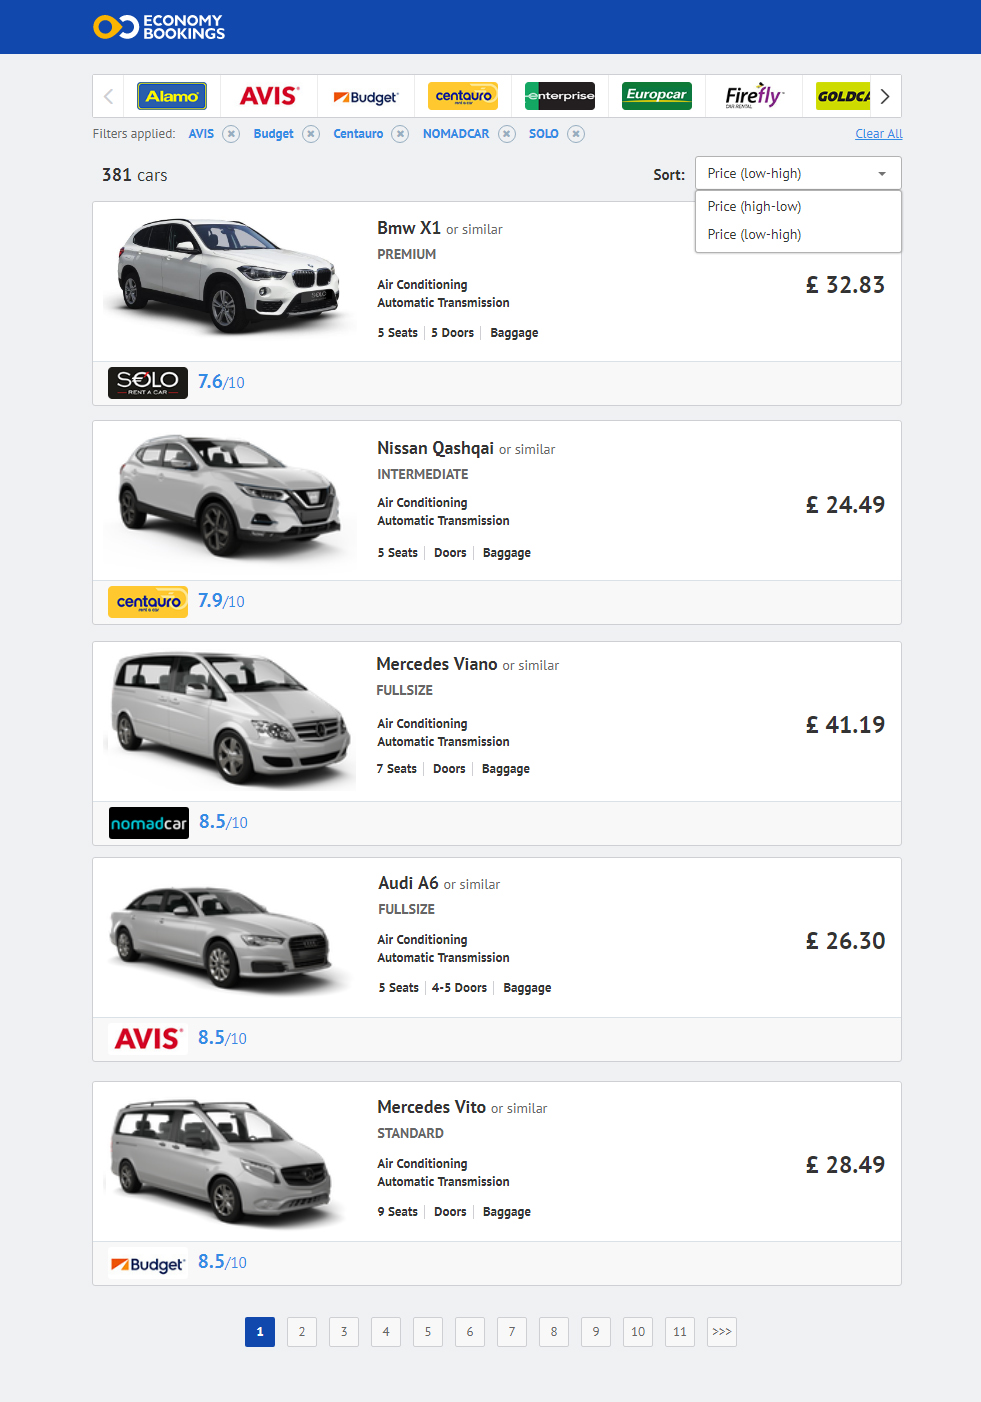 ECONOMY
BOOKINGS
Alamo AVIS Budget centauro rent a car enterprise Europcar Firefly CAR RENTAL GOLDCA
Filters applied: AVIS Budget Centauro NOMADCAR SOLO Clear All
381 cars Sort: Price (low-high)
Price (high-low)
Price (low-high)
Bmw X1 or similar
PREMIUM
Air Conditioning
Automatic Transmission
£ 32.83
5 Seats 5 Doors Baggage
SOLO
SOLO RENT A CAR 7.6/10
Nissan Qashqai or similar
INTERMEDIATE
Air Conditioning
Automatic Transmission
£ 24.49
5 Seats Doors Baggage
centauro rent a car 7.9/10
Mercedes Viano or similar
FULLSIZE
Air Conditioning
Automatic Transmission
£ 41.19
7 Seats Doors Baggage
nomadcar 8.5/10
Audi A6 or similar
FULLSIZE
Air Conditioning
Automatic Transmission
£ 26.30
5 Seats 4-5 Doors Baggage
AVIS 8.5/10
Mercedes Vito or similar
STANDARD
Air Conditioning
Automatic Transmission
£ 28.49
9 Seats Doors Baggage
Budget 8.5/10
1 2 3 4 5 6 7 8 9 10 11 >>>